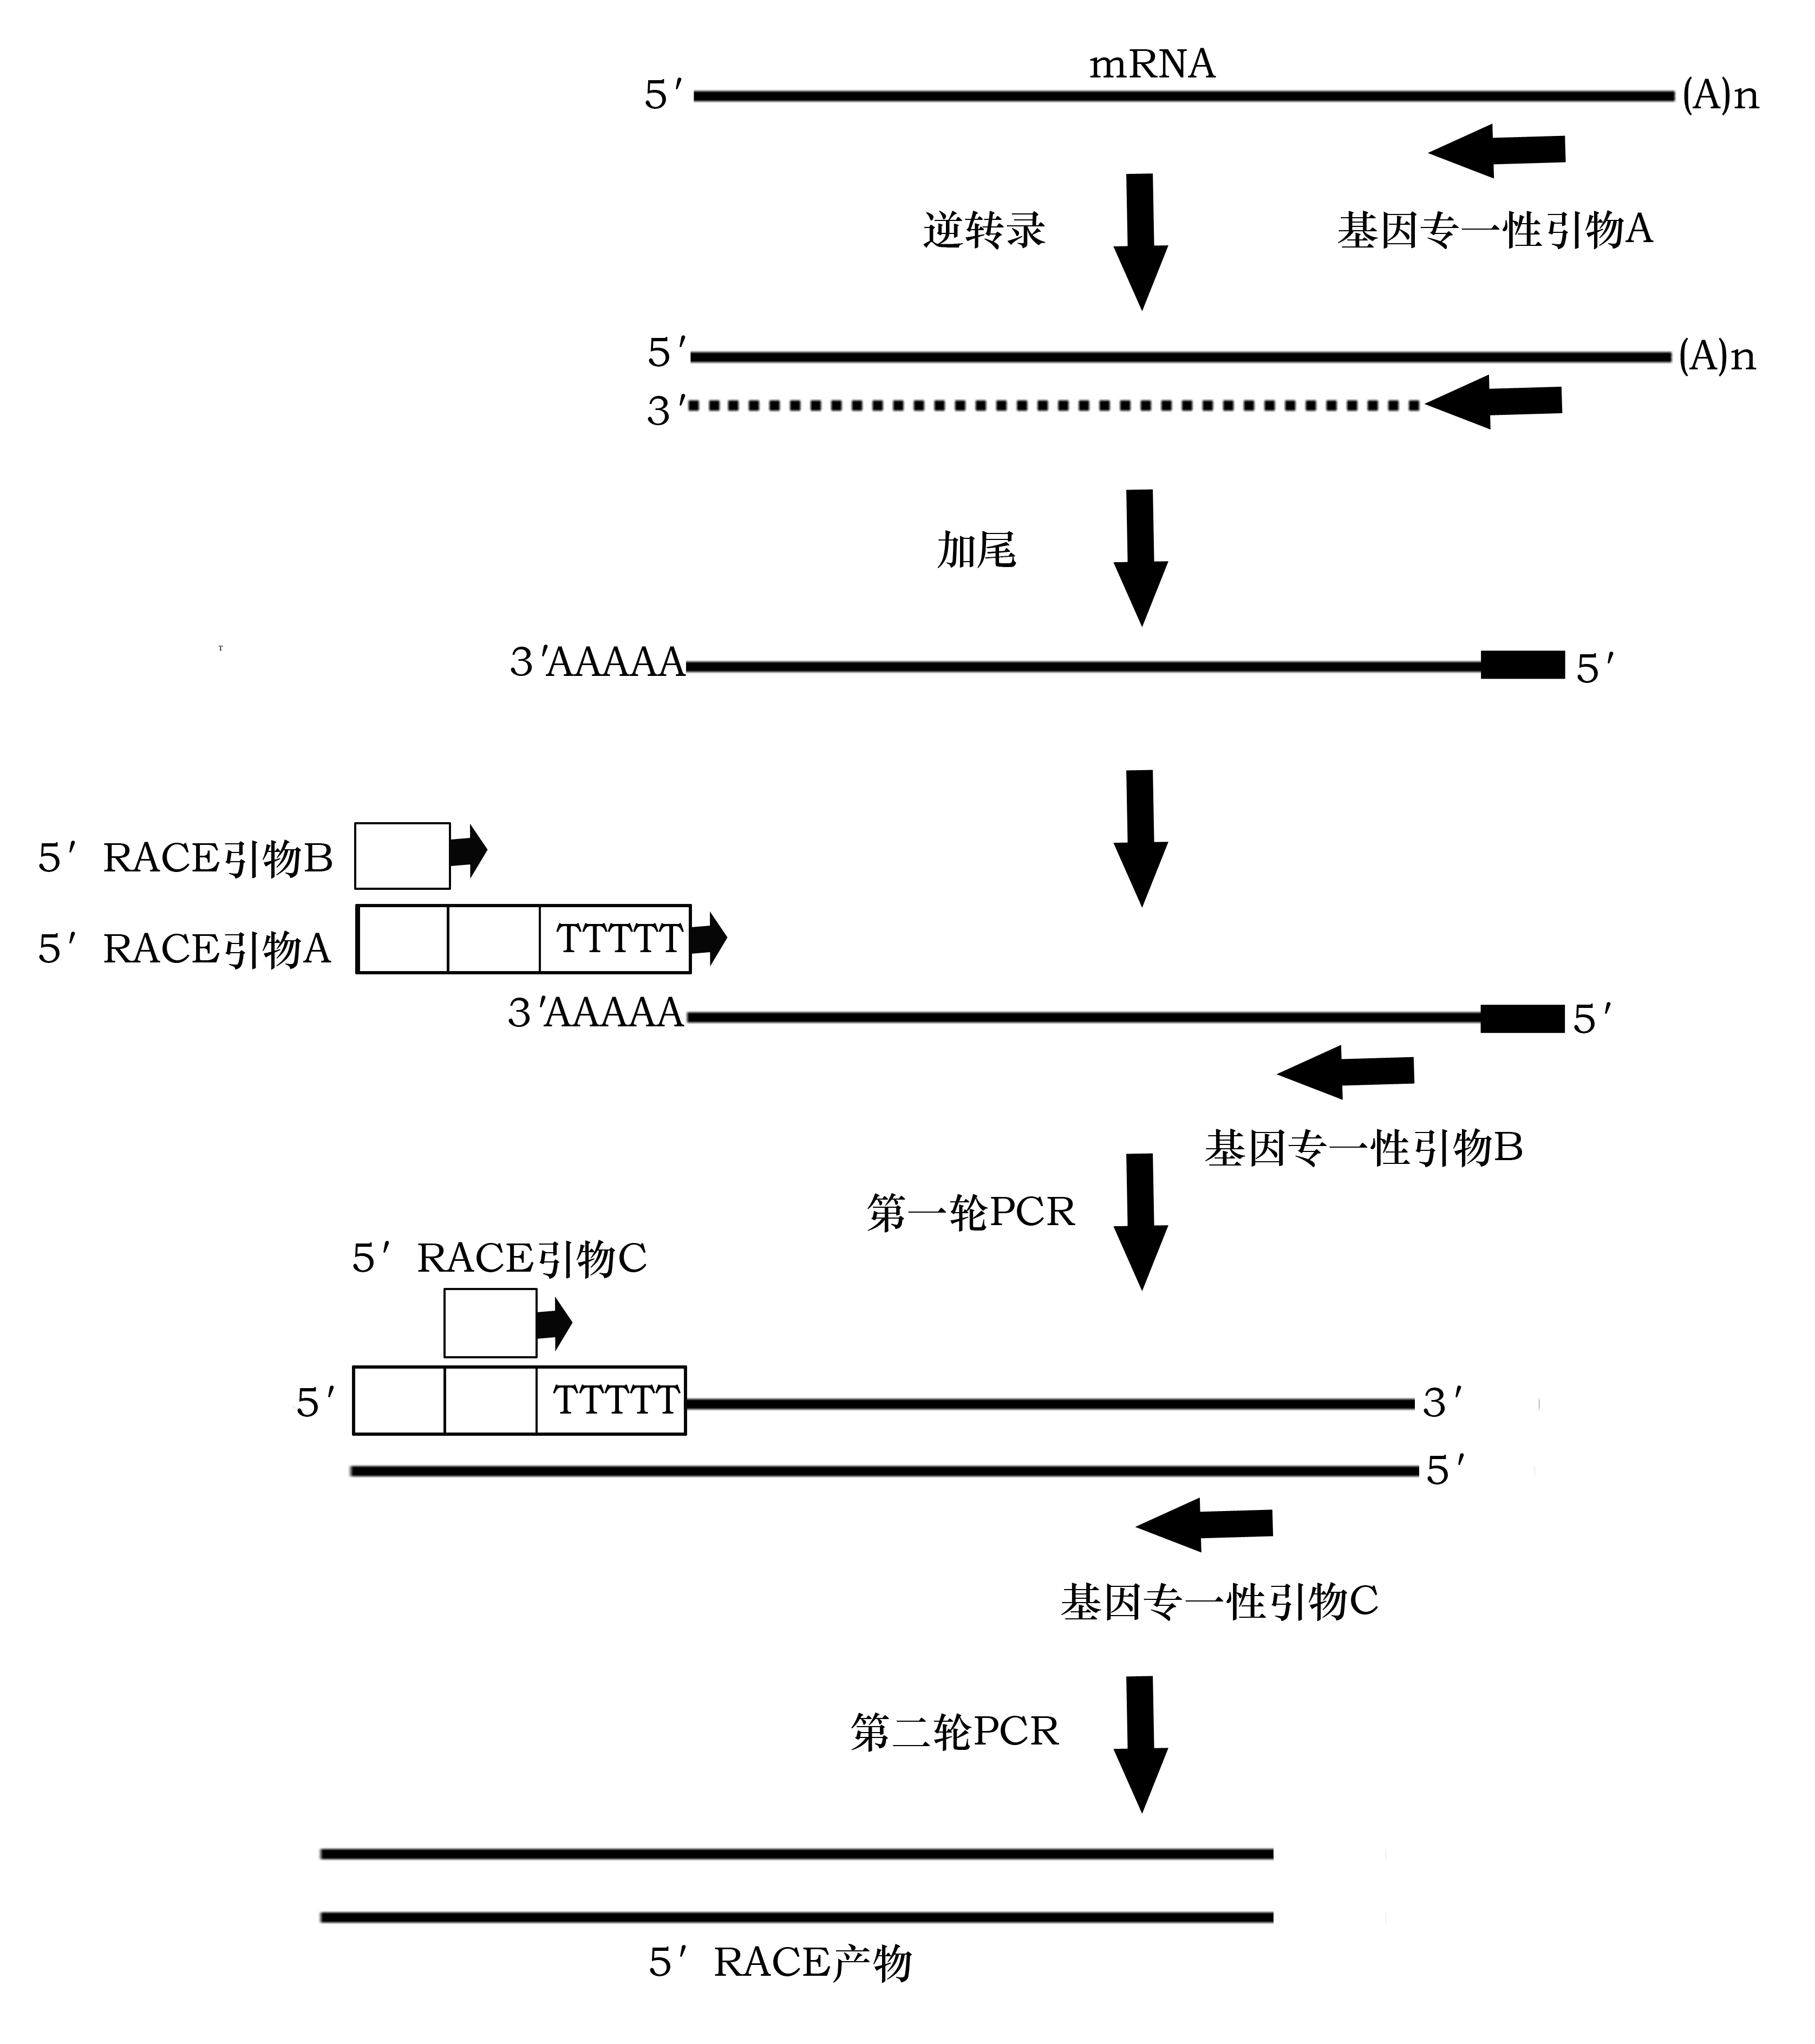 mRNA
5′ (A)n
逆转录 基因专一性引物A
5′ (A)n
3′
加尾
T
3′AAAAA 5′
5′ RACE引物B
5′ RACE引物A TTTTT
3′AAAAA 5′
基因专一性引物B
第一轮PCR
5′ RACE引物C
5′ TTTTT 3′
5′
基因专一性引物C
第二轮PCR
5′ RACE产物